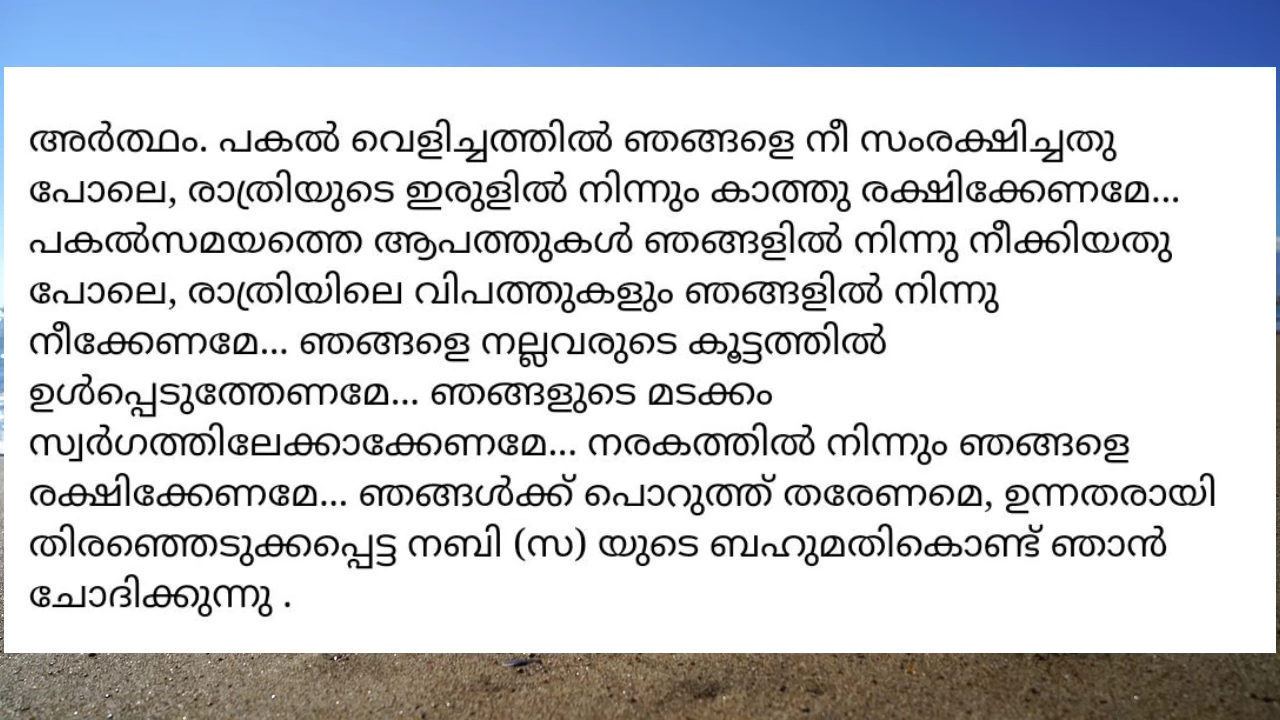 അർത്ഥം. പകൽ വെളിച്ചത്തിൽ ഞങ്ങളെ നീ സംരക്ഷിച്ചതു
പോലെ, രാത്രിയുടെ ഇരുളിൽ നിന്നും കാത്തു രക്ഷിക്കേണമേ...
പകൽസമയത്തെ ആപത്തുകൾ ഞങ്ങളിൽ നിന്നു നീക്കിയതു
പോലെ, രാത്രിയിലെ വിപത്തുകളും ഞങ്ങളിൽ നിന്നു
നീക്കേണമേ... ഞങ്ങളെ നല്ലവരുടെ കൂട്ടത്തിൽ
ഉൾപ്പെടുത്തേണമേ... ഞങ്ങളുടെ മടക്കം
സ്വർഗത്തിലേക്കാക്കേണമേ... നരകത്തിൽ നിന്നും ഞങ്ങളെ
രക്ഷിക്കേണമേ... ഞങ്ങൾക്ക് പൊറുത്ത് തരേണമെ, ഉന്നതരായി
തിരഞ്ഞെടുക്കപ്പെട്ട നബി (സ) യുടെ ബഹുമതികൊണ്ട് ഞാൻ
ചോദിക്കുന്നു .